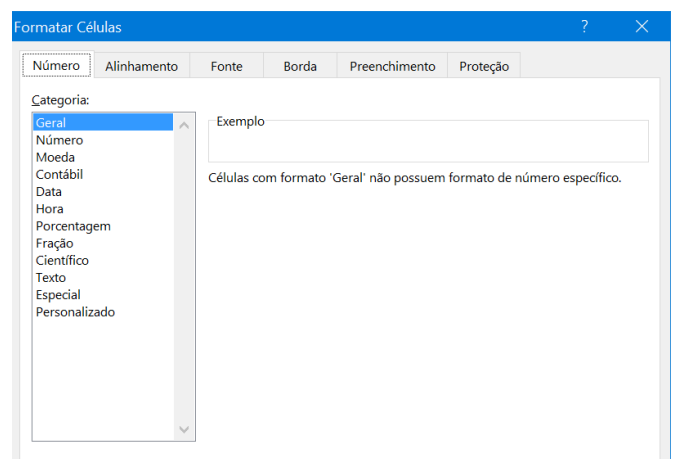 Formatar Células
Número Alinhamento Fonte Borda Preenchimento Proteção
Categoria:
Geral
Número
Moeda
Contábil
Data
Hora
Porcentagem
Fração
Científico
Texto
Especial
Personalizado
Exemplo
Células com formato 'Geral' não possuem formato de número específico.